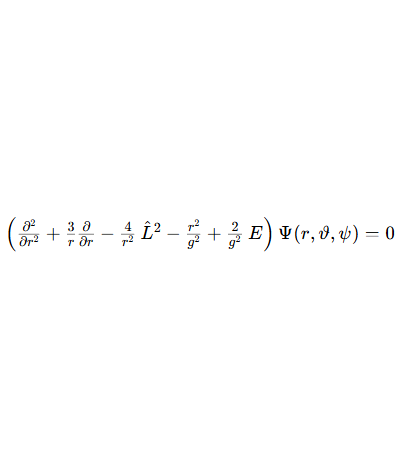 $\left( \frac{\partial^2}{\partial r^2} + \frac{3}{r} \frac{\partial}{\partial r} - \frac{4}{r^2} \hat{L}^2 - \frac{r^2}{g^2} + \frac{2}{g^2} E \right) \Psi(r, \vartheta, \psi) = 0$